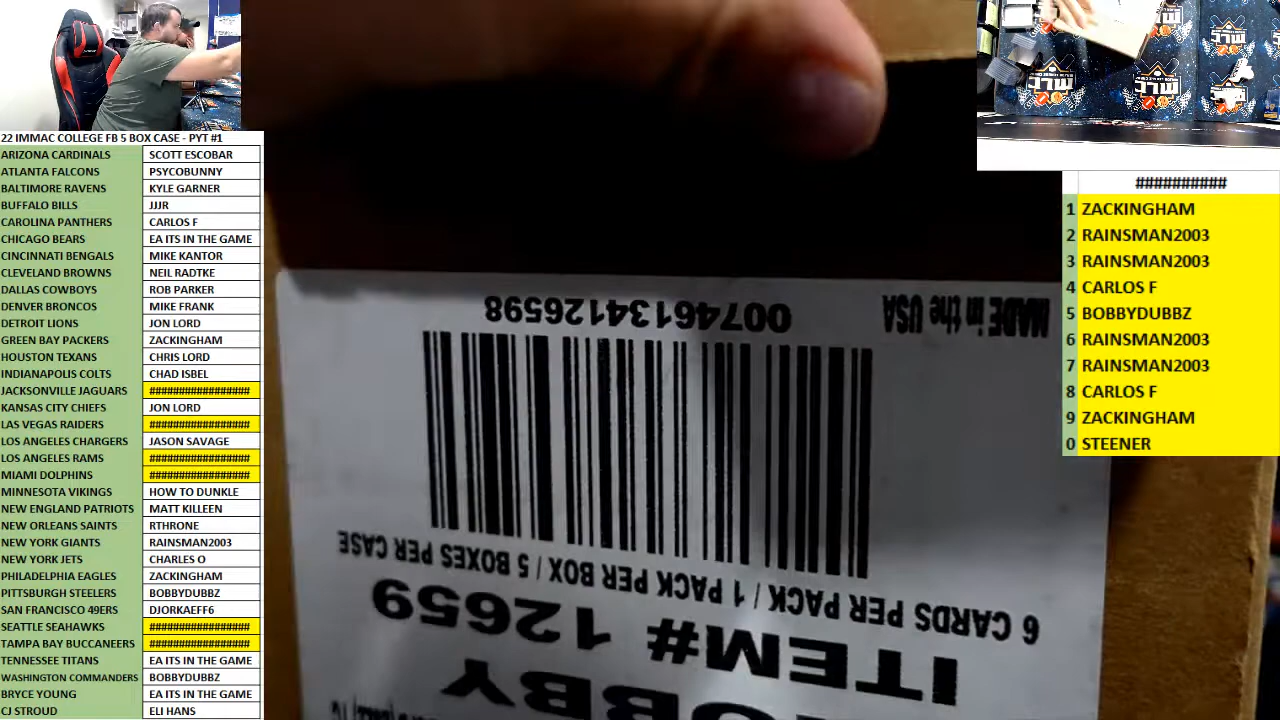 22 IMMAC COLLEGE FB 5 BOX CASE - PYT #1
ARIZONA CARDINALS SCOTT ESCOBAR
ATLANTA FALCONS PSYCOBUNNY
BALTIMORE RAVENS KYLE GARNER
BUFFALO BILLS JJJR
CAROLINA PANTHERS CARLOS F
CHICAGO BEARS EA ITS IN THE GAME
CINCINNATI BENGALS MIKE KANTOR
CLEVELAND BROWNS NEIL RADTKE
DALLAS COWBOYS ROB PARKER
DENVER BRONCOS MIKE FRANK
DETROIT LIONS JON LORD
GREEN BAY PACKERS ZACKINGHAM
HOUSTON TEXANS CHRIS LORD
INDIANAPOLIS COLTS CHAD ISBEL
JACKSONVILLE JAGUARS ################
KANSAS CITY CHIEFS JON LORD
LAS VEGAS RAIDERS ################
LOS ANGELES CHARGERS JASON SAVAGE
LOS ANGELES RAMS ################
MIAMI DOLPHINS ################
MINNESOTA VIKINGS HOW TO DUNKLE
NEW ENGLAND PATRIOTS MATT KILLEEN
NEW ORLEANS SAINTS RTHRONE
NEW YORK GIANTS RAINSMAN2003
NEW YORK JETS CHARLES O
PHILADELPHIA EAGLES ZACKINGHAM
PITTSBURGH STEELERS BOBBYDUBBZ
SAN FRANCISCO 49ERS DJORKAEFF6
SEATTLE SEAHAWKS ################
TAMPA BAY BUCCANEERS ################
TENNESSEE TITANS EA ITS IN THE GAME
WASHINGTON COMMANDERS BOBBYDUBBZ
BRYCE YOUNG EA ITS IN THE GAME
CJ STROUD ELI HANS
ITEM# 12659
6 CARDS PER PACK / 1 PACK PER BOX / 5 BOXES PER CASE
MADE in the USA
00746134126598
WRC
WRC
WRC
##########
1 ZACKINGHAM
2 RAINSMAN2003
3 RAINSMAN2003
4 CARLOS F
5 BOBBYDUBBZ
6 RAINSMAN2003
7 RAINSMAN2003
8 CARLOS F
9 ZACKINGHAM
0 STEENER